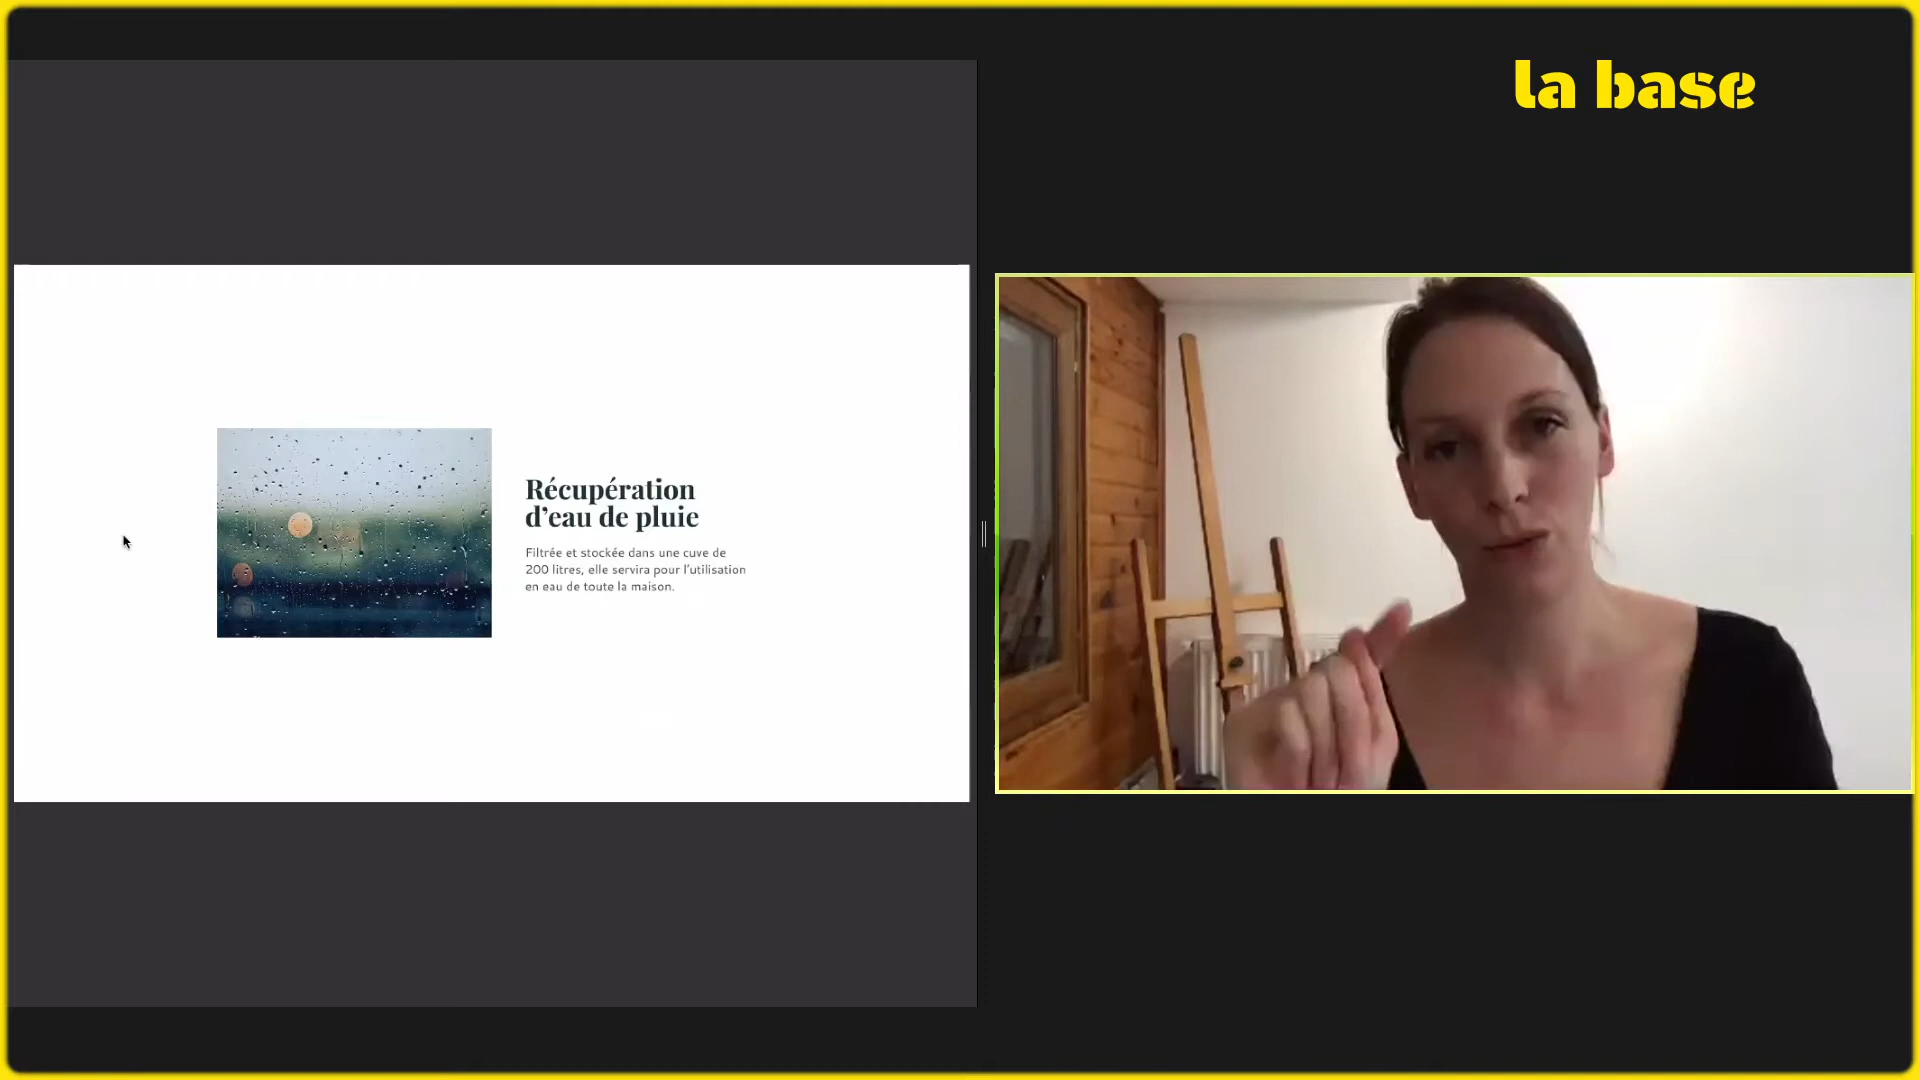 la base
Récupération
d’eau de pluie
Filtrée et stockée dans une cuve de
200 litres, elle servira pour l’utilisation
en eau de toute la maison.